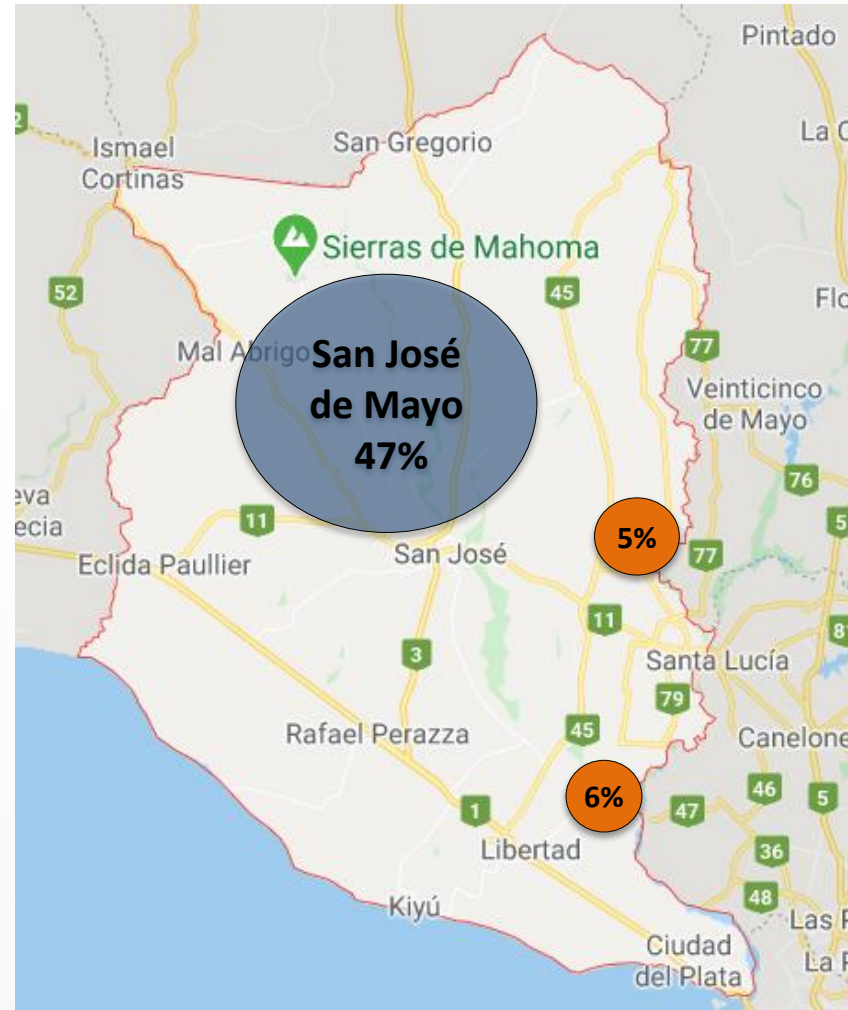 Pintado
La C
2
Ismael
Cortinas
San Gregorio
Sierras de Mahoma
52
45
Flo
Mal Abrigo
San José
de Mayo
47%
77
Veinticinco
de Mayo
76
eva
ecia
11
5%
5
77
Eclida Paullier
San José
11
81
3
Santa Lucía
79
Rafael Perazza
45
Canelone
6%
46
5
1
47
Libertad
36
48
Kiyú
Las P
Ciudad
del Plata
La P